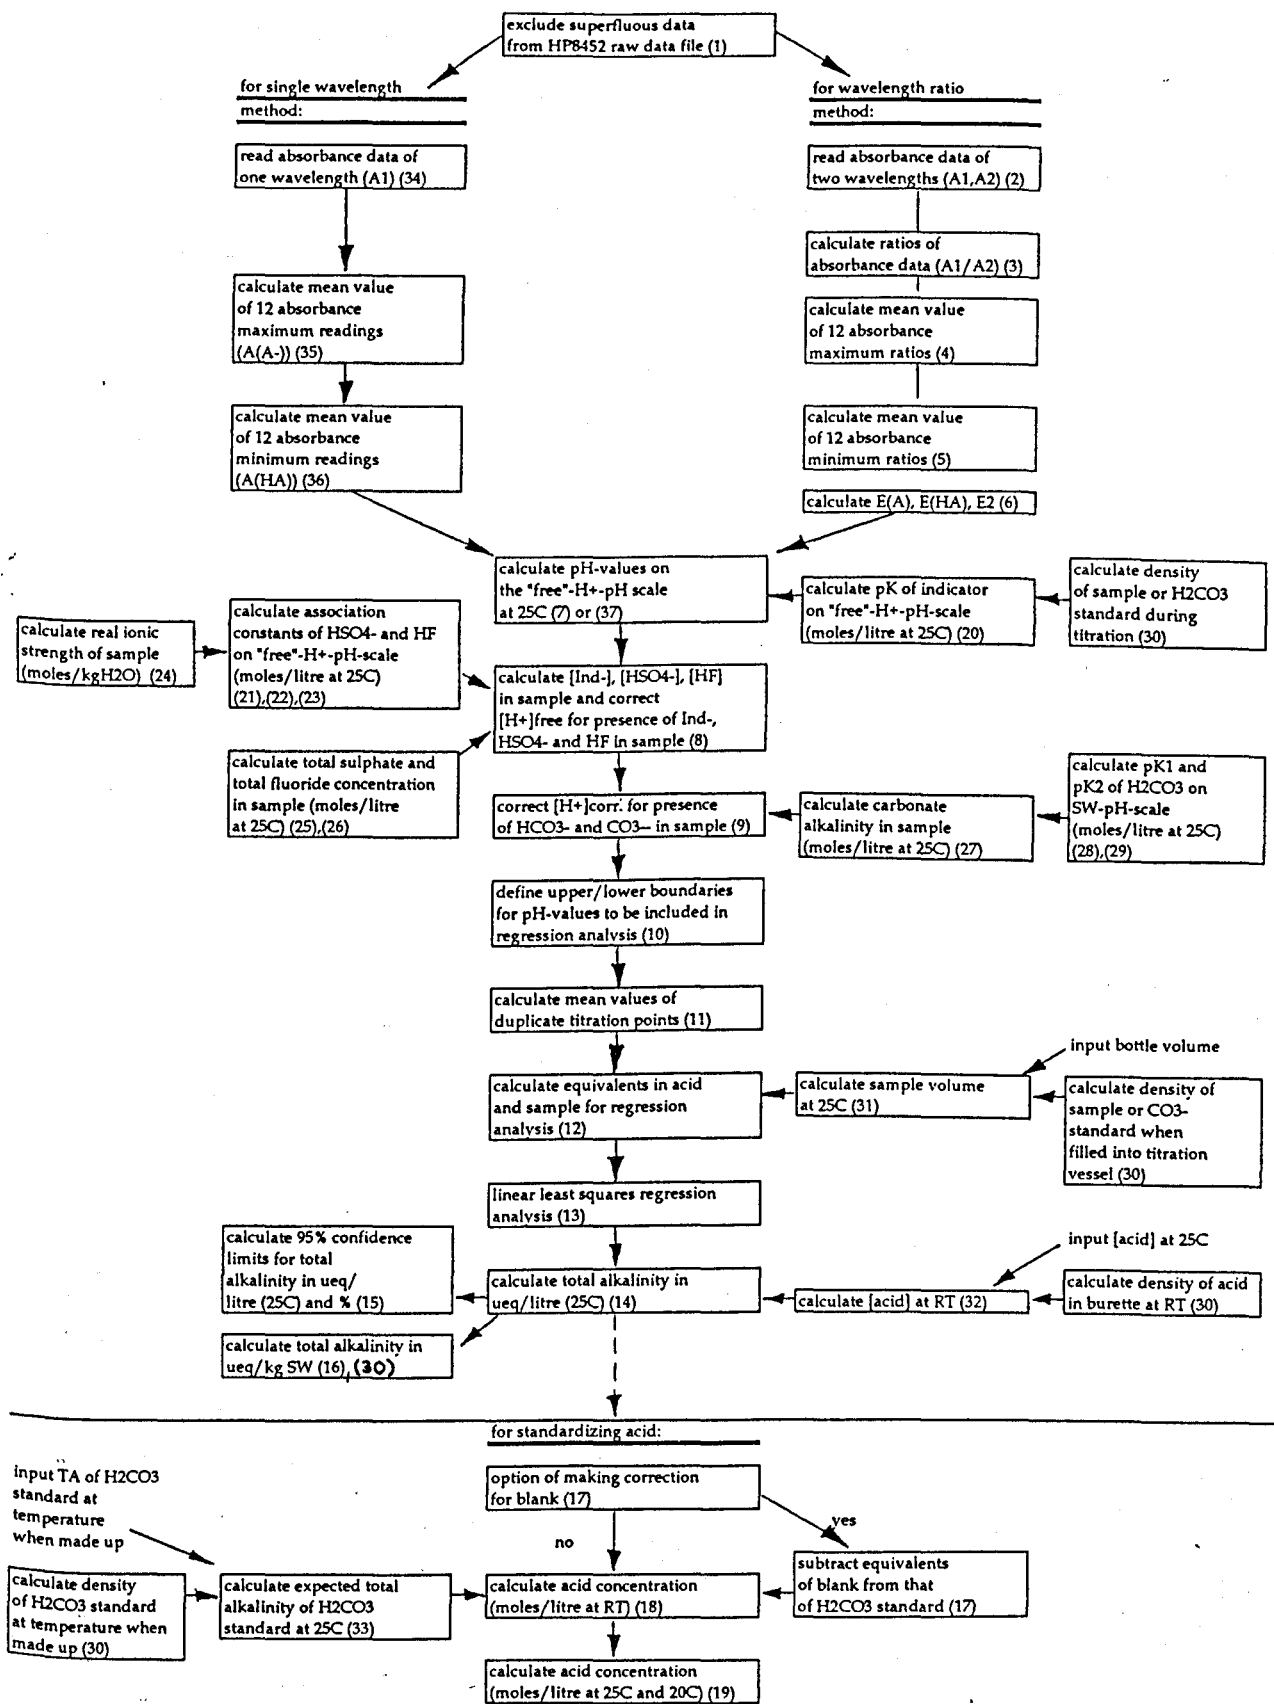 exclude superfluous data
from HP8452 raw data file (1)
for single wavelength
method:
for wavelength ratio
method:
read absorbance data of
one wavelength (A1) (34)
read absorbance data of
two wavelengths (A1,A2) (2)
calculate ratios of
absorbance data (A1/A2) (3)
calculate mean value
of 12 absorbance
maximum readings
(A(A-)) (35)
calculate mean value
of 12 absorbance
maximum ratios (4)
calculate mean value
of 12 absorbance
minimum readings
(A(HA)) (36)
calculate mean value
of 12 absorbance
minimum ratios (5)
calculate E(A), E(HA), E2 (6)
calculate pH-values on
the "free"-H+-pH scale
at 25C (7) or (37)
calculate pK of indicator
on "free"-H+-pH-scale
(moles/litre at 25C) (20)
calculate density
of sample or H2CO3
standard during
titration (30)
calculate real ionic
strength of sample
(moles/kgH2O) (24)
calculate association
constants of HSO4- and HF
on "free"-H+-pH-scale
(moles/litre at 25C)
(21),(22),(23)
calculate [Ind-], [HSO4-], [HF]
in sample and correct
[H+]free for presence of Ind-,
HSO4- and HF in sample (8)
calculate total sulphate and
total fluoride concentration
in sample (moles/litre
at 25C) (25),(26)
correct [H+]corr. for presence
of HCO3- and CO3-- in sample (9)
calculate carbonate
alkalinity in sample
(moles/litre at 25C) (27)
calculate pK1 and
pK2 of H2CO3 on
SW-pH-scale
(moles/litre at 25C)
(28),(29)
define upper/lower boundaries
for pH-values to be included in
regression analysis (10)
calculate mean values of
duplicate titration points (11)
input bottle volume
calculate equivalents in acid
and sample for regression
analysis (12)
calculate sample volume
at 25C (31)
calculate density of
sample or CO3-
standard when
filled into titration
vessel (30)
linear least squares regression
analysis (13)
calculate 95% confidence
limits for total
alkalinity in ueq/
litre (25C) and % (15)
input [acid] at 25C
calculate total alkalinity in
ueq/litre (25C) (14)
calculate [acid] at RT (32)
calculate density of acid
in burette at RT (30)
calculate total alkalinity in
ueq/kg SW (16), (30)
for standardizing acid:
input TA of H2CO3
standard at
temperature
when made up
option of making correction
for blank (17)
yes
no
calculate density
of H2CO3 standard
at temperature when
made up (30)
calculate expected total
alkalinity of H2CO3
standard at 25C (33)
calculate acid concentration
(moles/litre at RT) (18)
subtract equivalents
of blank from that
of H2CO3 standard (17)
calculate acid concentration
(moles/litre at 25C and 20C) (19)